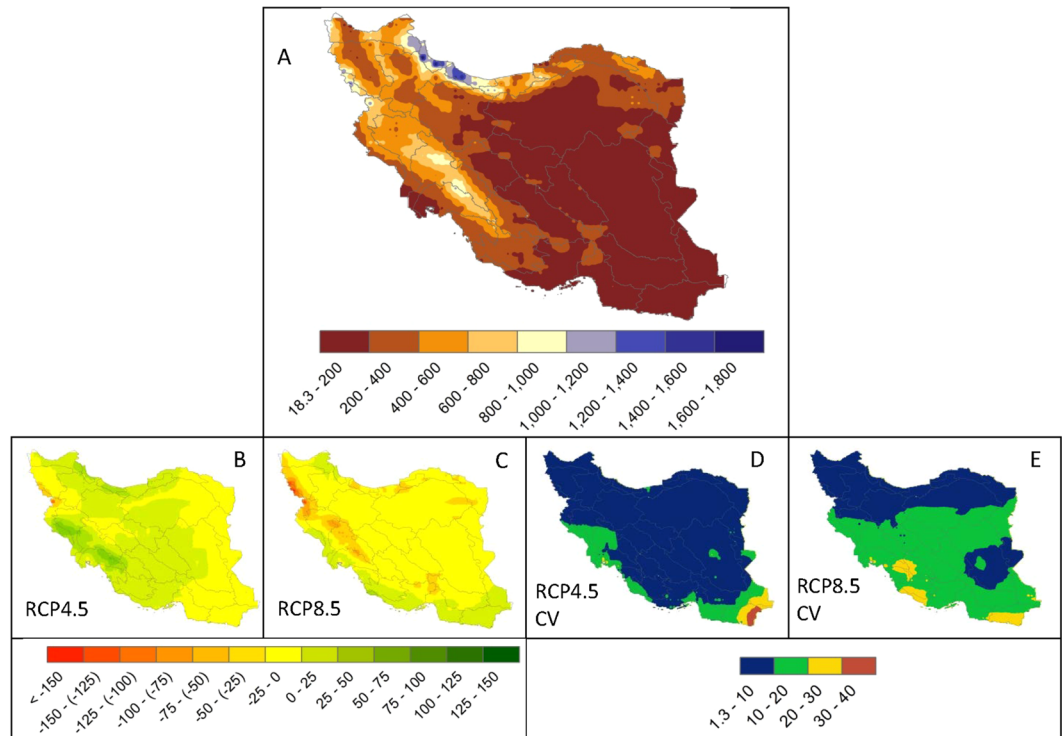 A
18.3 - 200
200 - 400
400 - 600
600 - 800
800 - 1,000
1,000 - 1,200
1,200 - 1,400
1,400 - 1,600
1,600 - 1,800
B
RCP4.5
C
RCP8.5
D
RCP4.5
CV
E
RCP8.5
CV
< -150
-150 - (-125)
-125 - (-100)
-100 - (-75)
-75 - (-50)
-50 - (-25)
-25 - 0
0 - 25
25 - 50
50 - 75
75 - 100
100 - 125
125 - 150
1.3 - 10
10 - 20
20 - 30
30 - 40